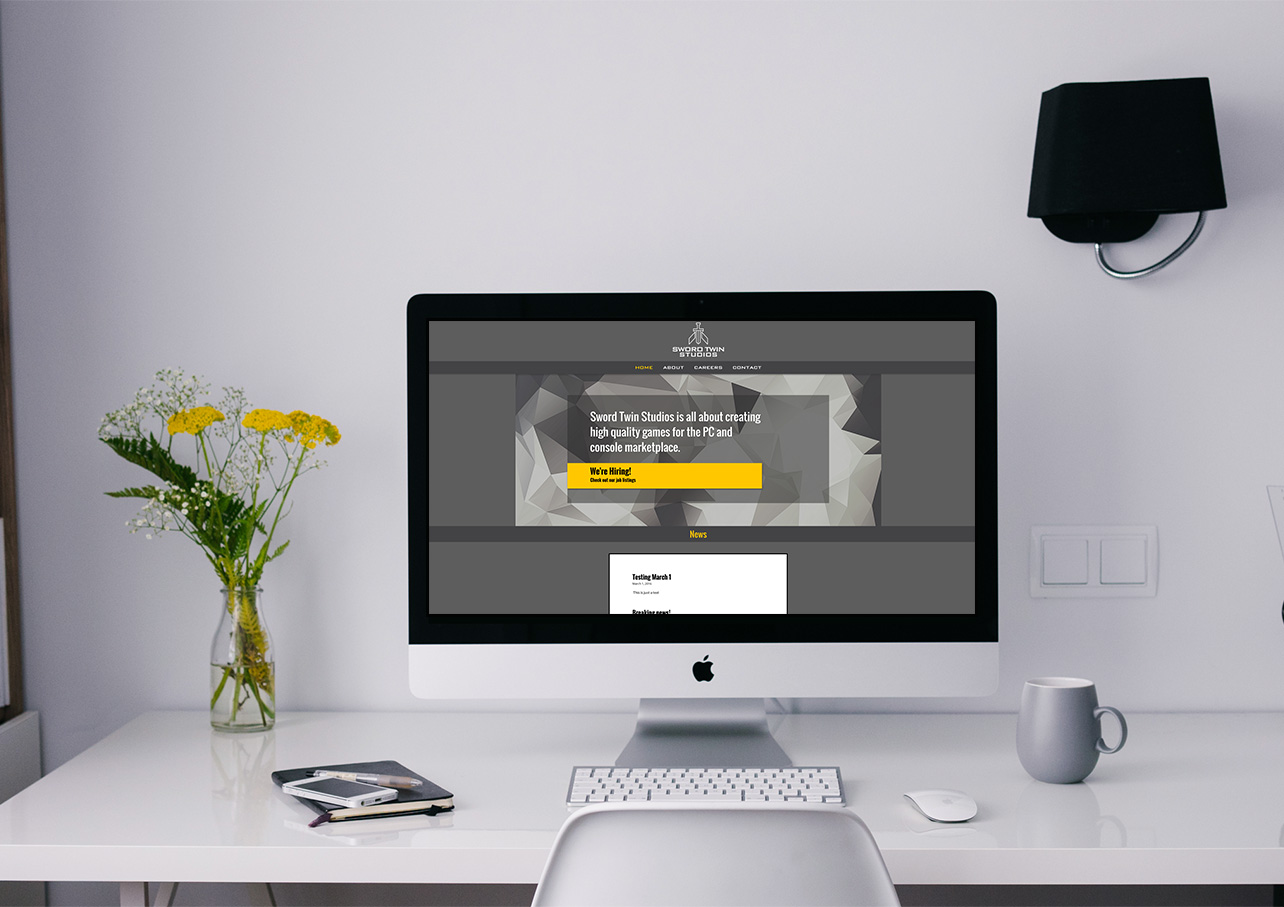 SWORD TWIN
STUDIOS
HOME ABOUT CAREERS CONTACT
Sword Twin Studios is all about creating
high quality games for the PC and
console marketplace.
We're Hiring!
Check out our job listings
News
Testing March 1
March 1, 2016
This is just a test
Breaking news!